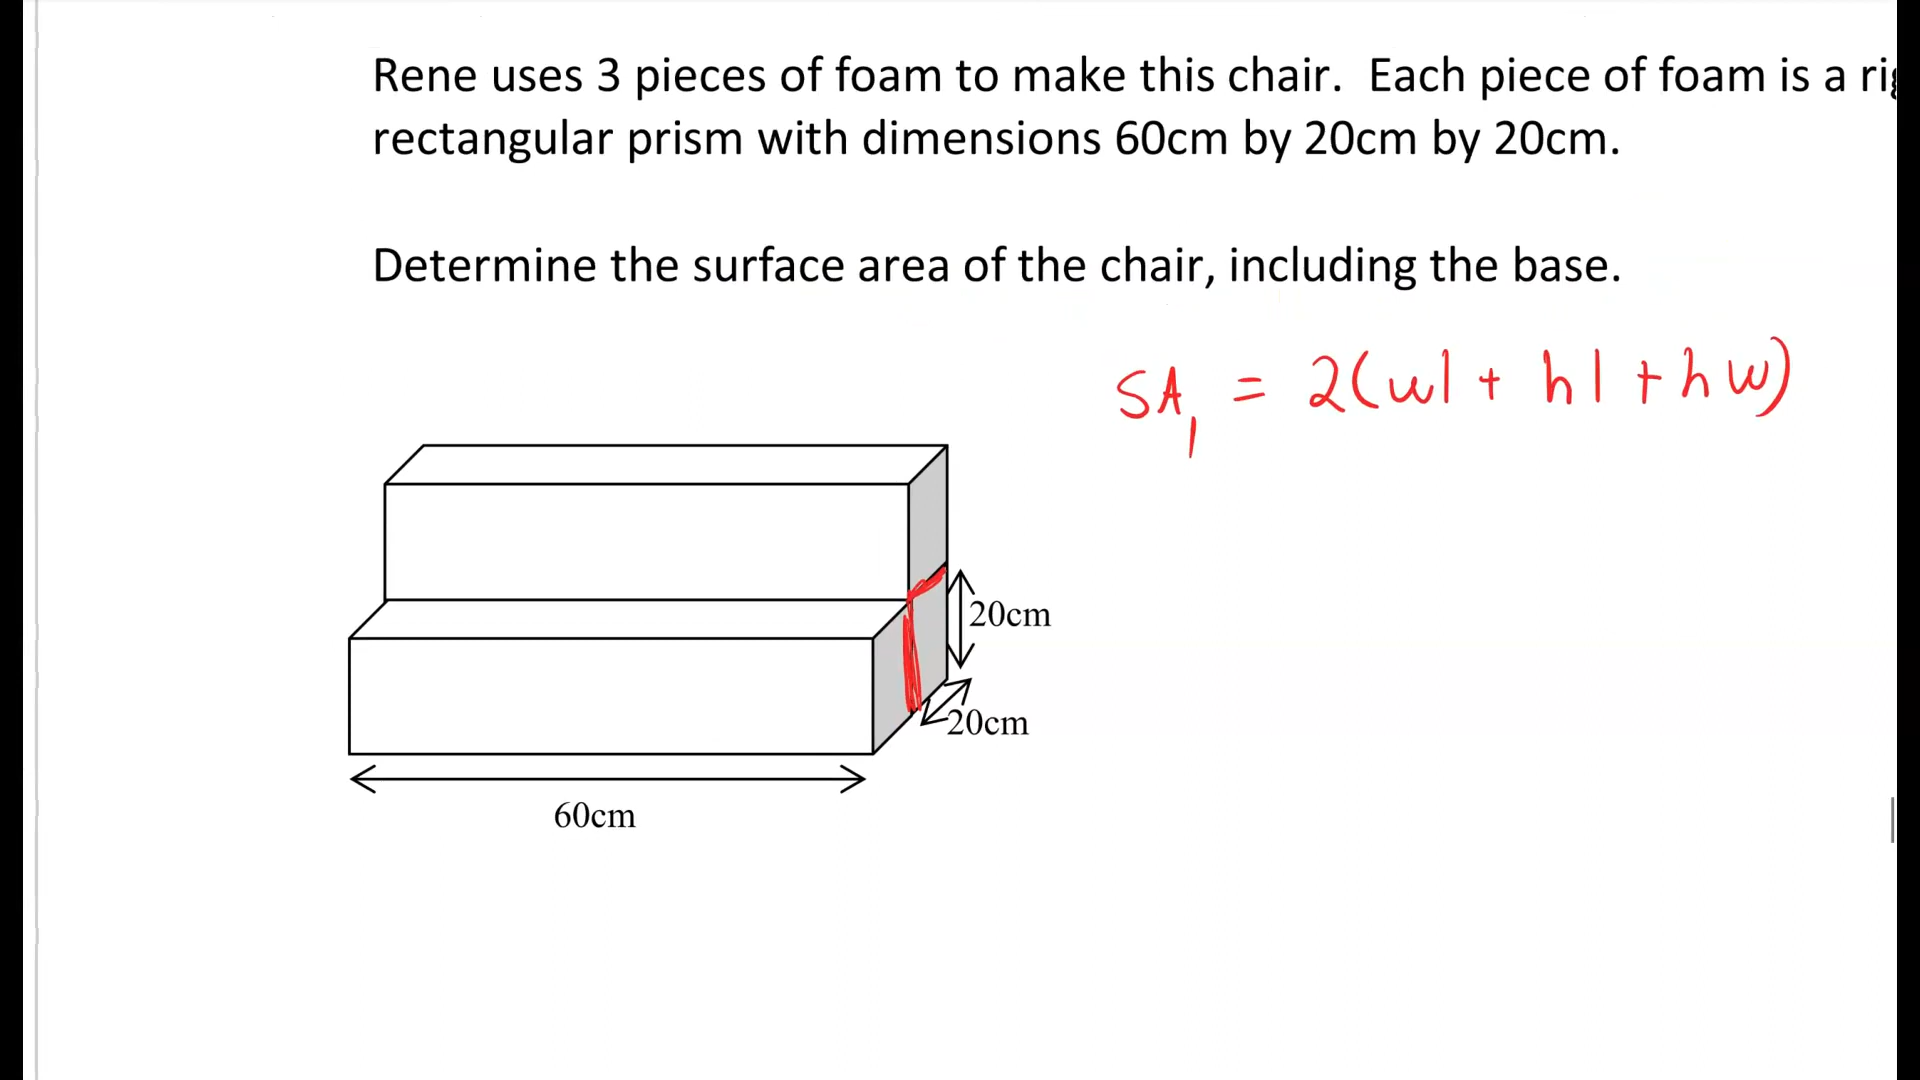 Rene uses 3 pieces of foam to make this chair. Each piece of foam is a
rectangular prism with dimensions 60cm by 20cm by 20cm.
Determine the surface area of the chair, including the base.
SA₁ = 2(wl + hl + hw)
20cm
20cm
60cm